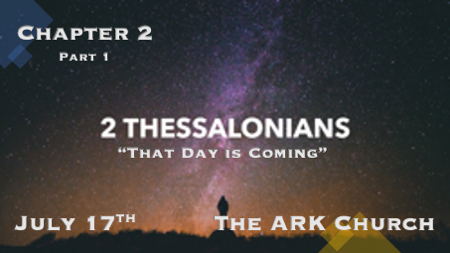 Chapter 2
Part 1
2 THESSALONIANS
“That Day is Coming”
July 17th
The ARK Church